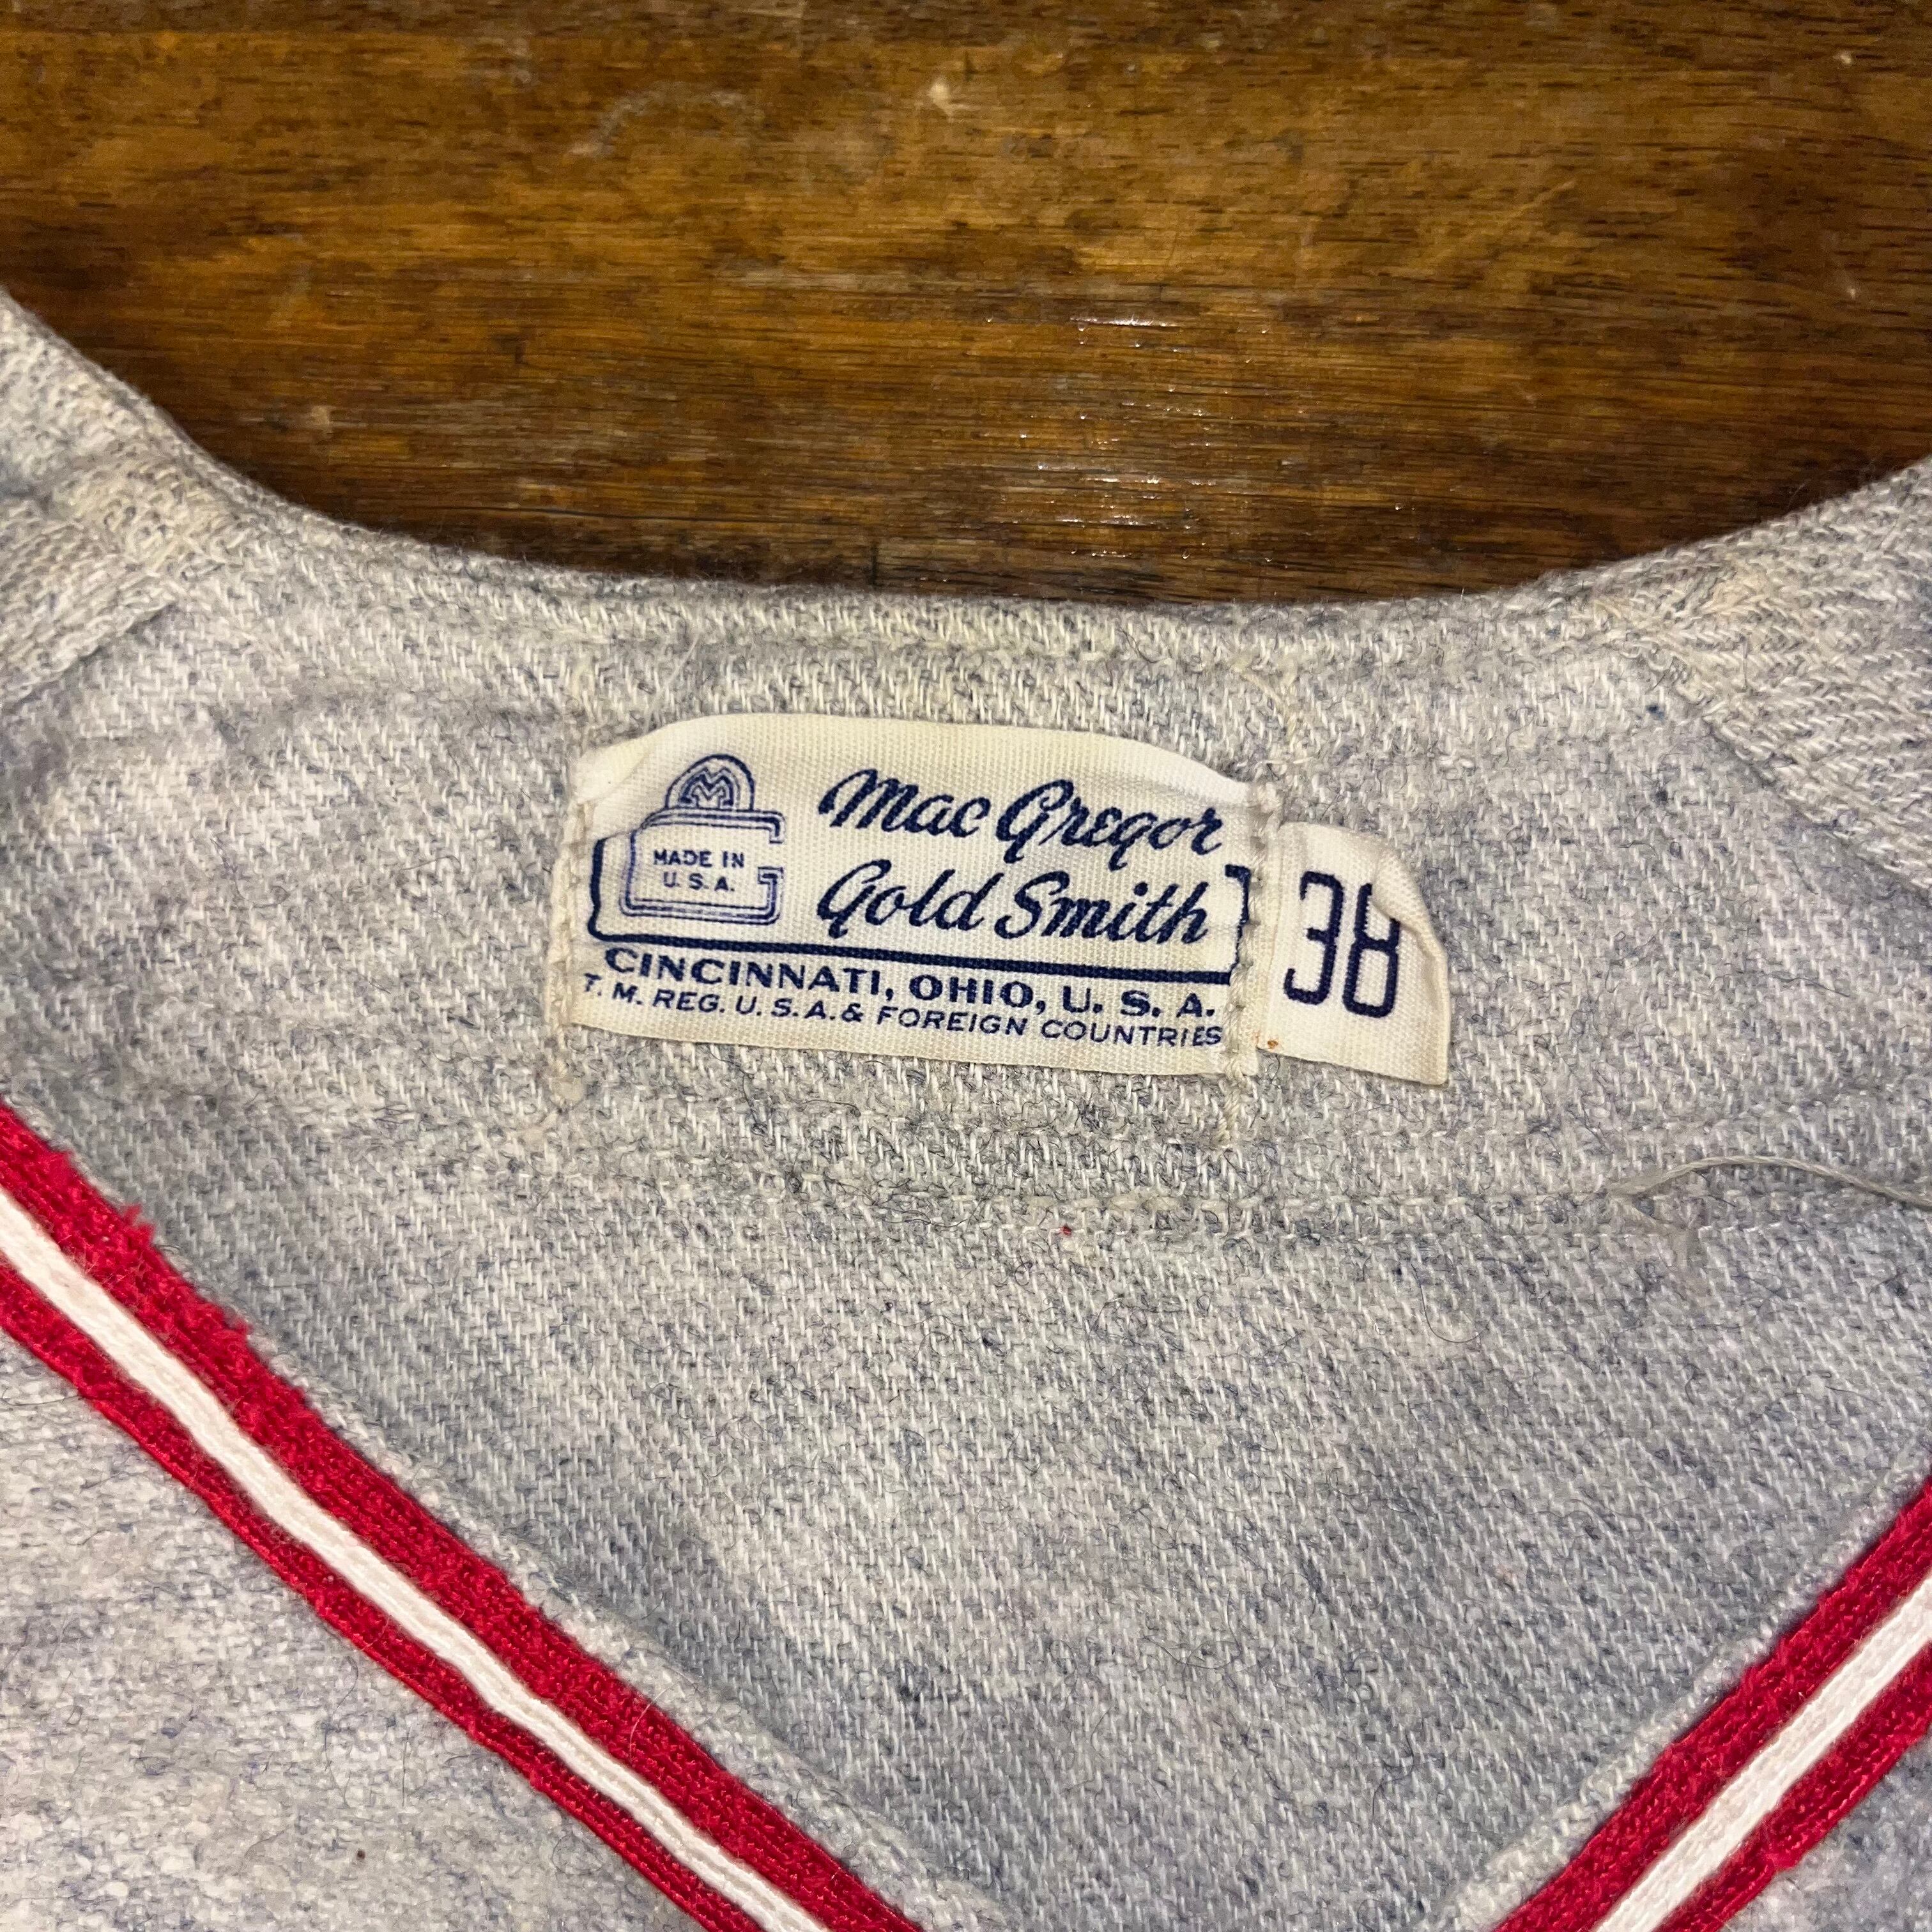 M
MADE IN
U. S. A.
Mac Gregor
Gold Smith
CINCINNATI, OHIO, U. S. A.
T. M. REG. U. S. A. & FOREIGN COUNTRIES
38